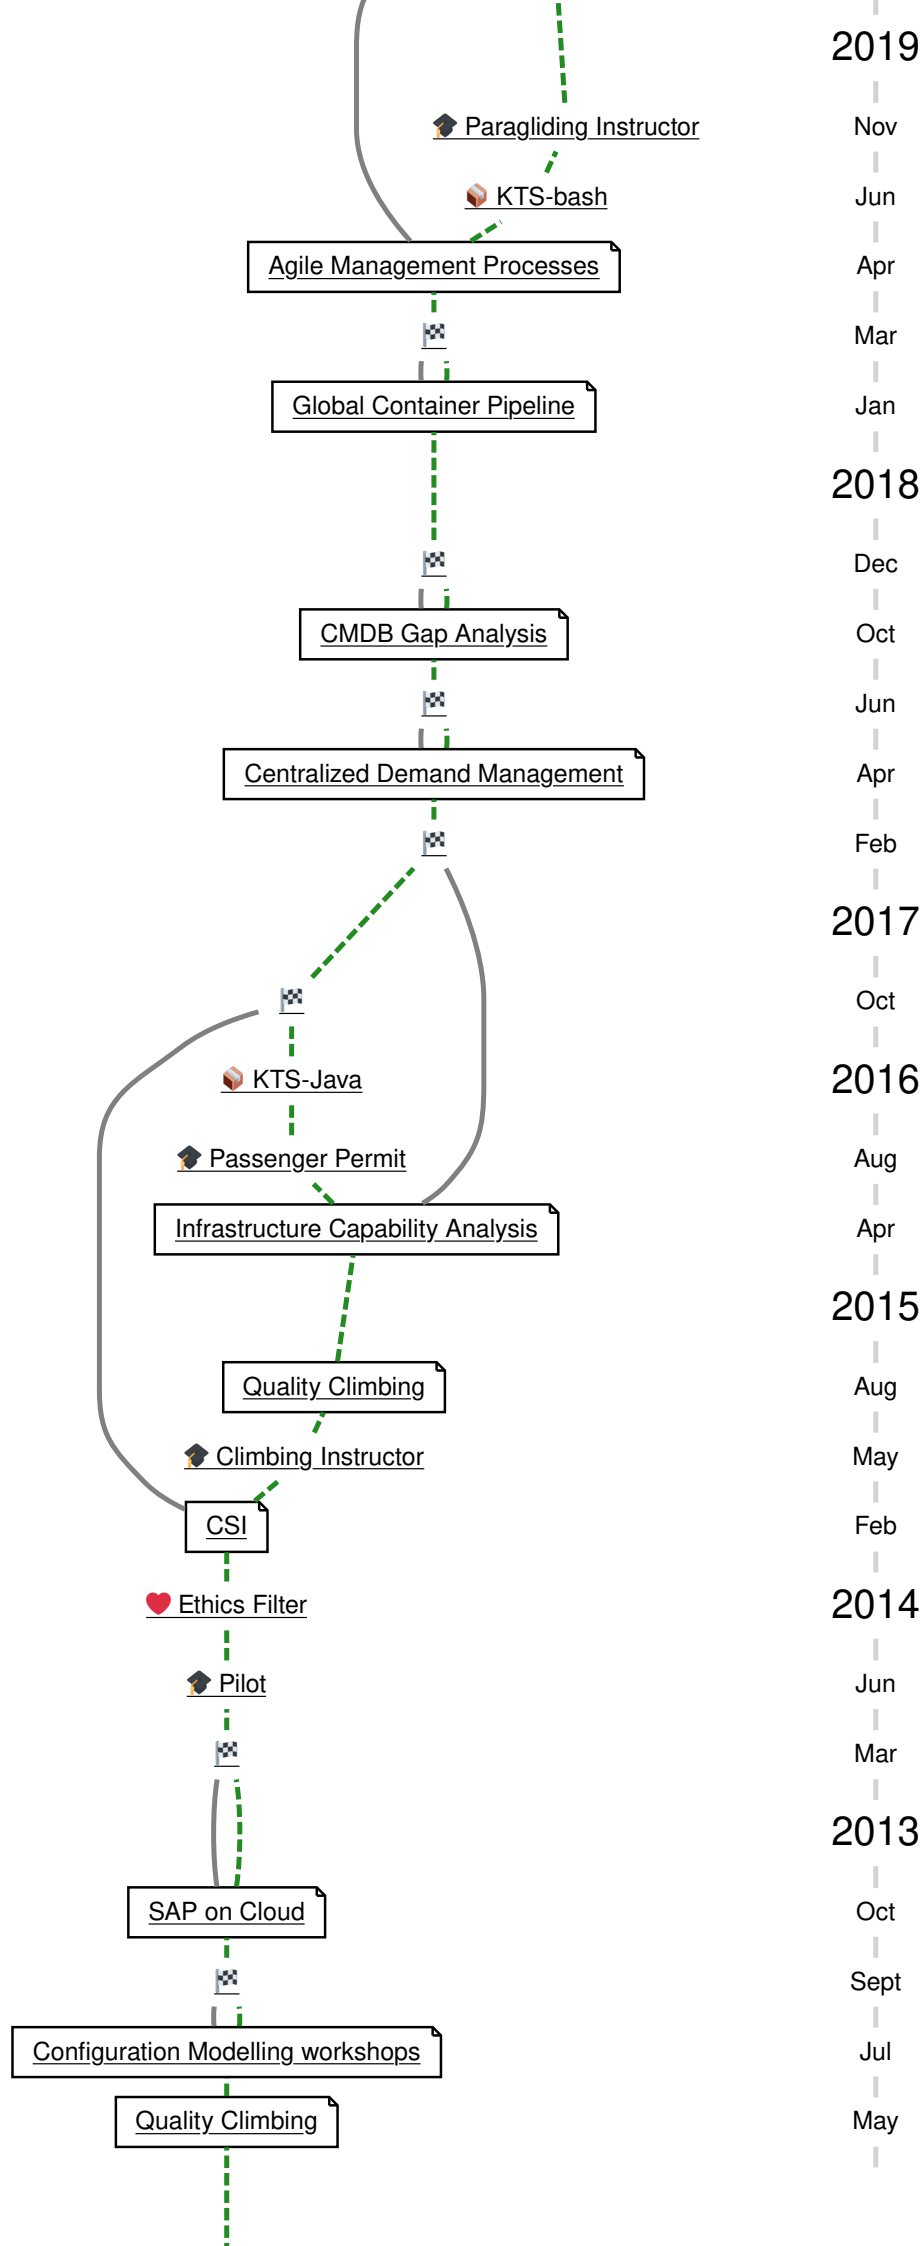 2019
🎓 Paragliding Instructor Nov
📦 KTS-bash Jun
Agile Management Processes Apr
🏁 Mar
Global Container Pipeline Jan
2018
🏁 Dec
CMDB Gap Analysis Oct
🏁 Jun
Centralized Demand Management Apr
🏁 Feb
2017
🏁 Oct
📦 KTS-Java 2016
🎓 Passenger Permit Aug
Infrastructure Capability Analysis Apr
2015
Quality Climbing Aug
🎓 Climbing Instructor May
CSI Feb
❤️ Ethics Filter 2014
🎓 Pilot Jun
🏁 Mar
2013
SAP on Cloud Oct
🏁 Sept
Configuration Modelling workshops Jul
Quality Climbing May